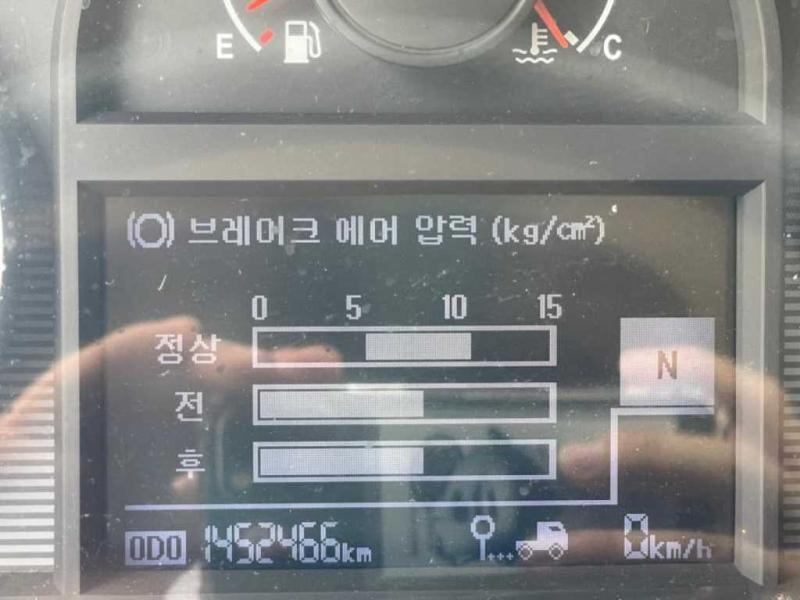 E C
브레이크 에어 압력 (kg/cm²)
0 5 10 15
정상
N
전
후
ODO 1452466km 0km/h